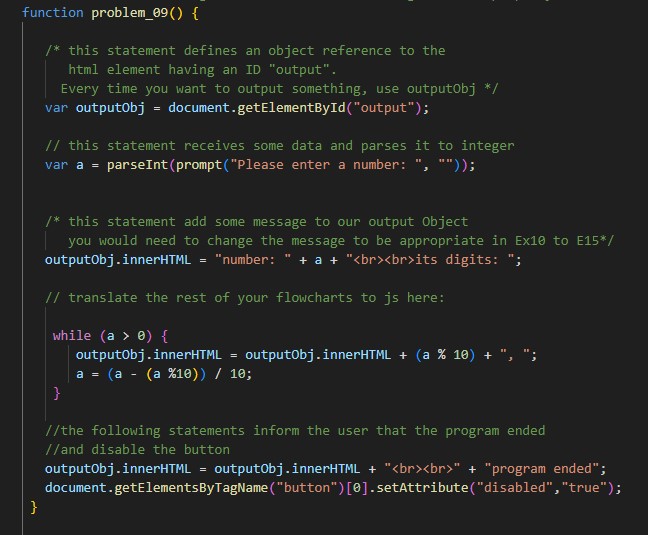 function problem_09() {
/* this statement defines an object reference to the
html element having an ID "output".
Every time you want to output something, use outputObj */
var outputObj = document.getElementById("output");
// this statement receives some data and parses it to integer
var a = parseInt(prompt("Please enter a number: ", ""));
/* this statement add some message to our output Object
you would need to change the message to be appropriate in Ex10 to E15*/
outputObj.innerHTML = "number: " + a + "<br><br>its digits: ";
// translate the rest of your flowcharts to js here:
while (a > 0) {
outputObj.innerHTML = outputObj.innerHTML + (a % 10) + ", ";
a = (a - (a %10)) / 10;
}
//the following statements inform the user that the program ended
//and disable the button
outputObj.innerHTML = outputObj.innerHTML + "<br><br>" + "program ended";
document.getElementsByTagName("button")[0].setAttribute("disabled","true");
}